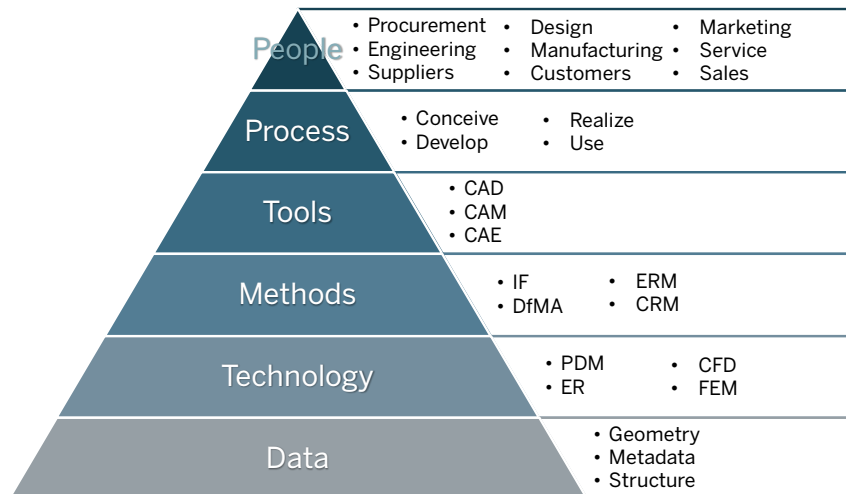 People
• Procurement • Design • Marketing
• Engineering • Manufacturing • Service
• Suppliers • Customers • Sales
Process
• Conceive • Realize
• Develop • Use
Tools
• CAD
• CAM
• CAE
Methods
• IF • ERM
• DfMA • CRM
Technology
• PDM • CFD
• ER • FEM
Data
• Geometry
• Metadata
• Structure